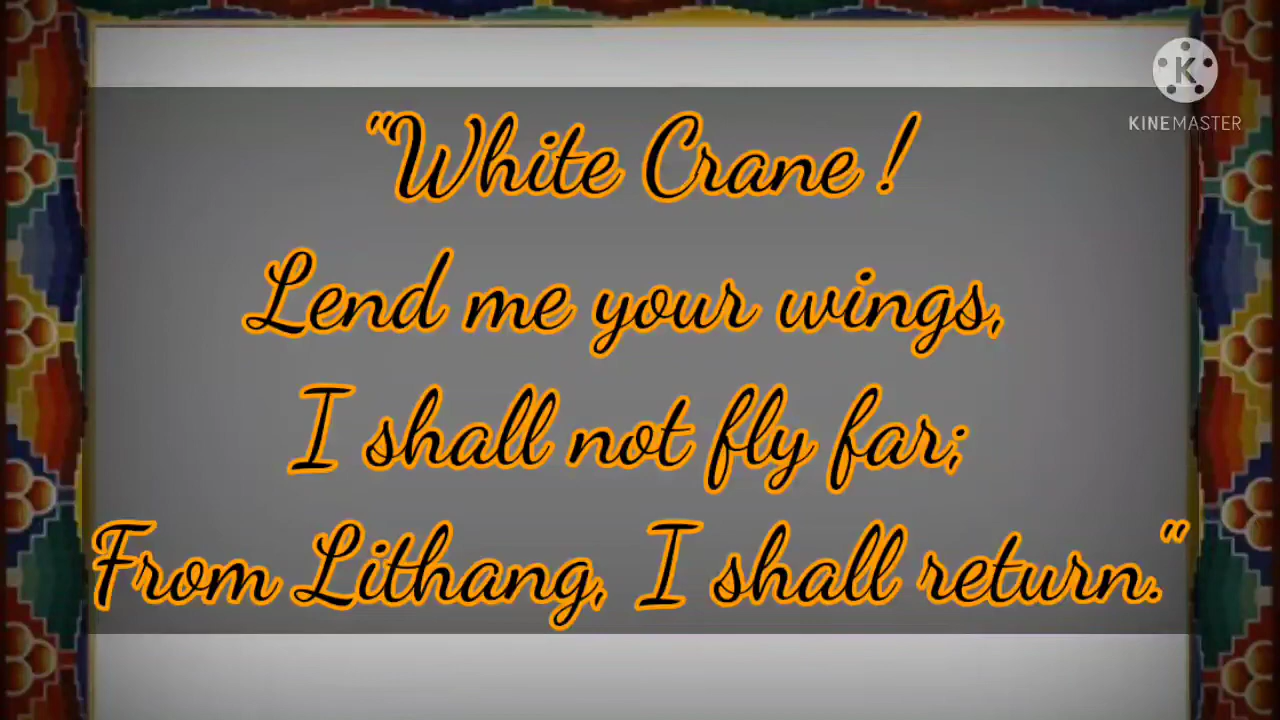 "White Crane !
Lend me your wings,
I shall not fly far;
From Lithang, I shall return."
K
KINEMASTER